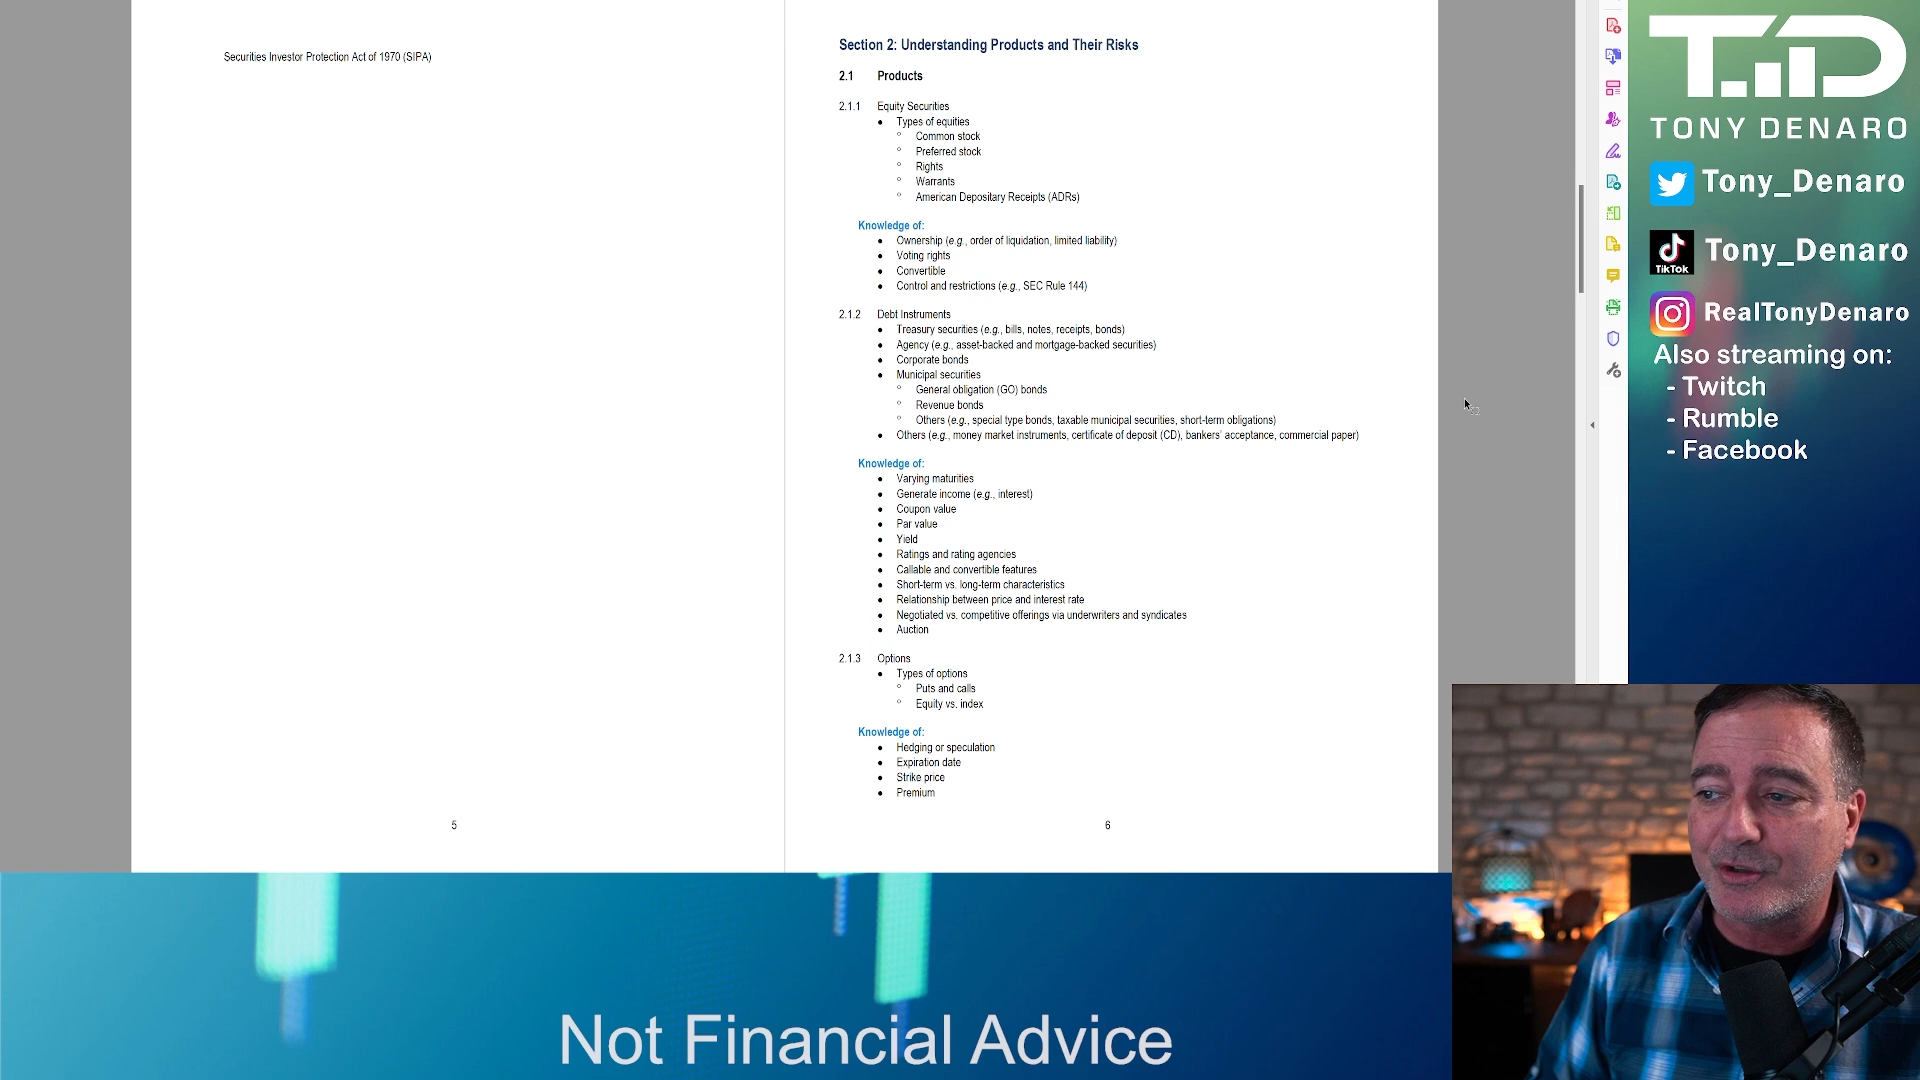 Securities Investor Protection Act of 1970 (SIPA)
5
Section 2: Understanding Products and Their Risks
2.1 Products
2.1.1 Equity Securities
• Types of equities
° Common stock
° Preferred stock
° Rights
° Warrants
° American Depositary Receipts (ADRs)
Knowledge of:
• Ownership (e.g., order of liquidation, limited liability)
• Voting rights
• Convertible
• Control and restrictions (e.g., SEC Rule 144)
2.1.2 Debt Instruments
• Treasury securities (e.g., bills, notes, receipts, bonds)
• Agency (e.g., asset-backed and mortgage-backed securities)
• Corporate bonds
• Municipal securities
° General obligation (GO) bonds
° Revenue bonds
° Others (e.g., special type bonds, taxable municipal securities, short-term obligations)
• Others (e.g., money market instruments, certificate of deposit (CD), bankers' acceptance, commercial paper)
Knowledge of:
• Varying maturities
• Generate income (e.g., interest)
• Coupon value
• Par value
• Yield
• Ratings and rating agencies
• Callable and convertible features
• Short-term vs. long-term characteristics
• Relationship between price and interest rate
• Negotiated vs. competitive offerings via underwriters and syndicates
• Auction
2.1.3 Options
• Types of options
° Puts and calls
° Equity vs. index
Knowledge of:
• Hedging or speculation
• Expiration date
• Strike price
• Premium
6
TD
TONY DENARO
Tony_Denaro
TikTok
Tony_Denaro
RealTonyDenaro
Also streaming on:
- Twitch
- Rumble
- Facebook
Not Financial Advice